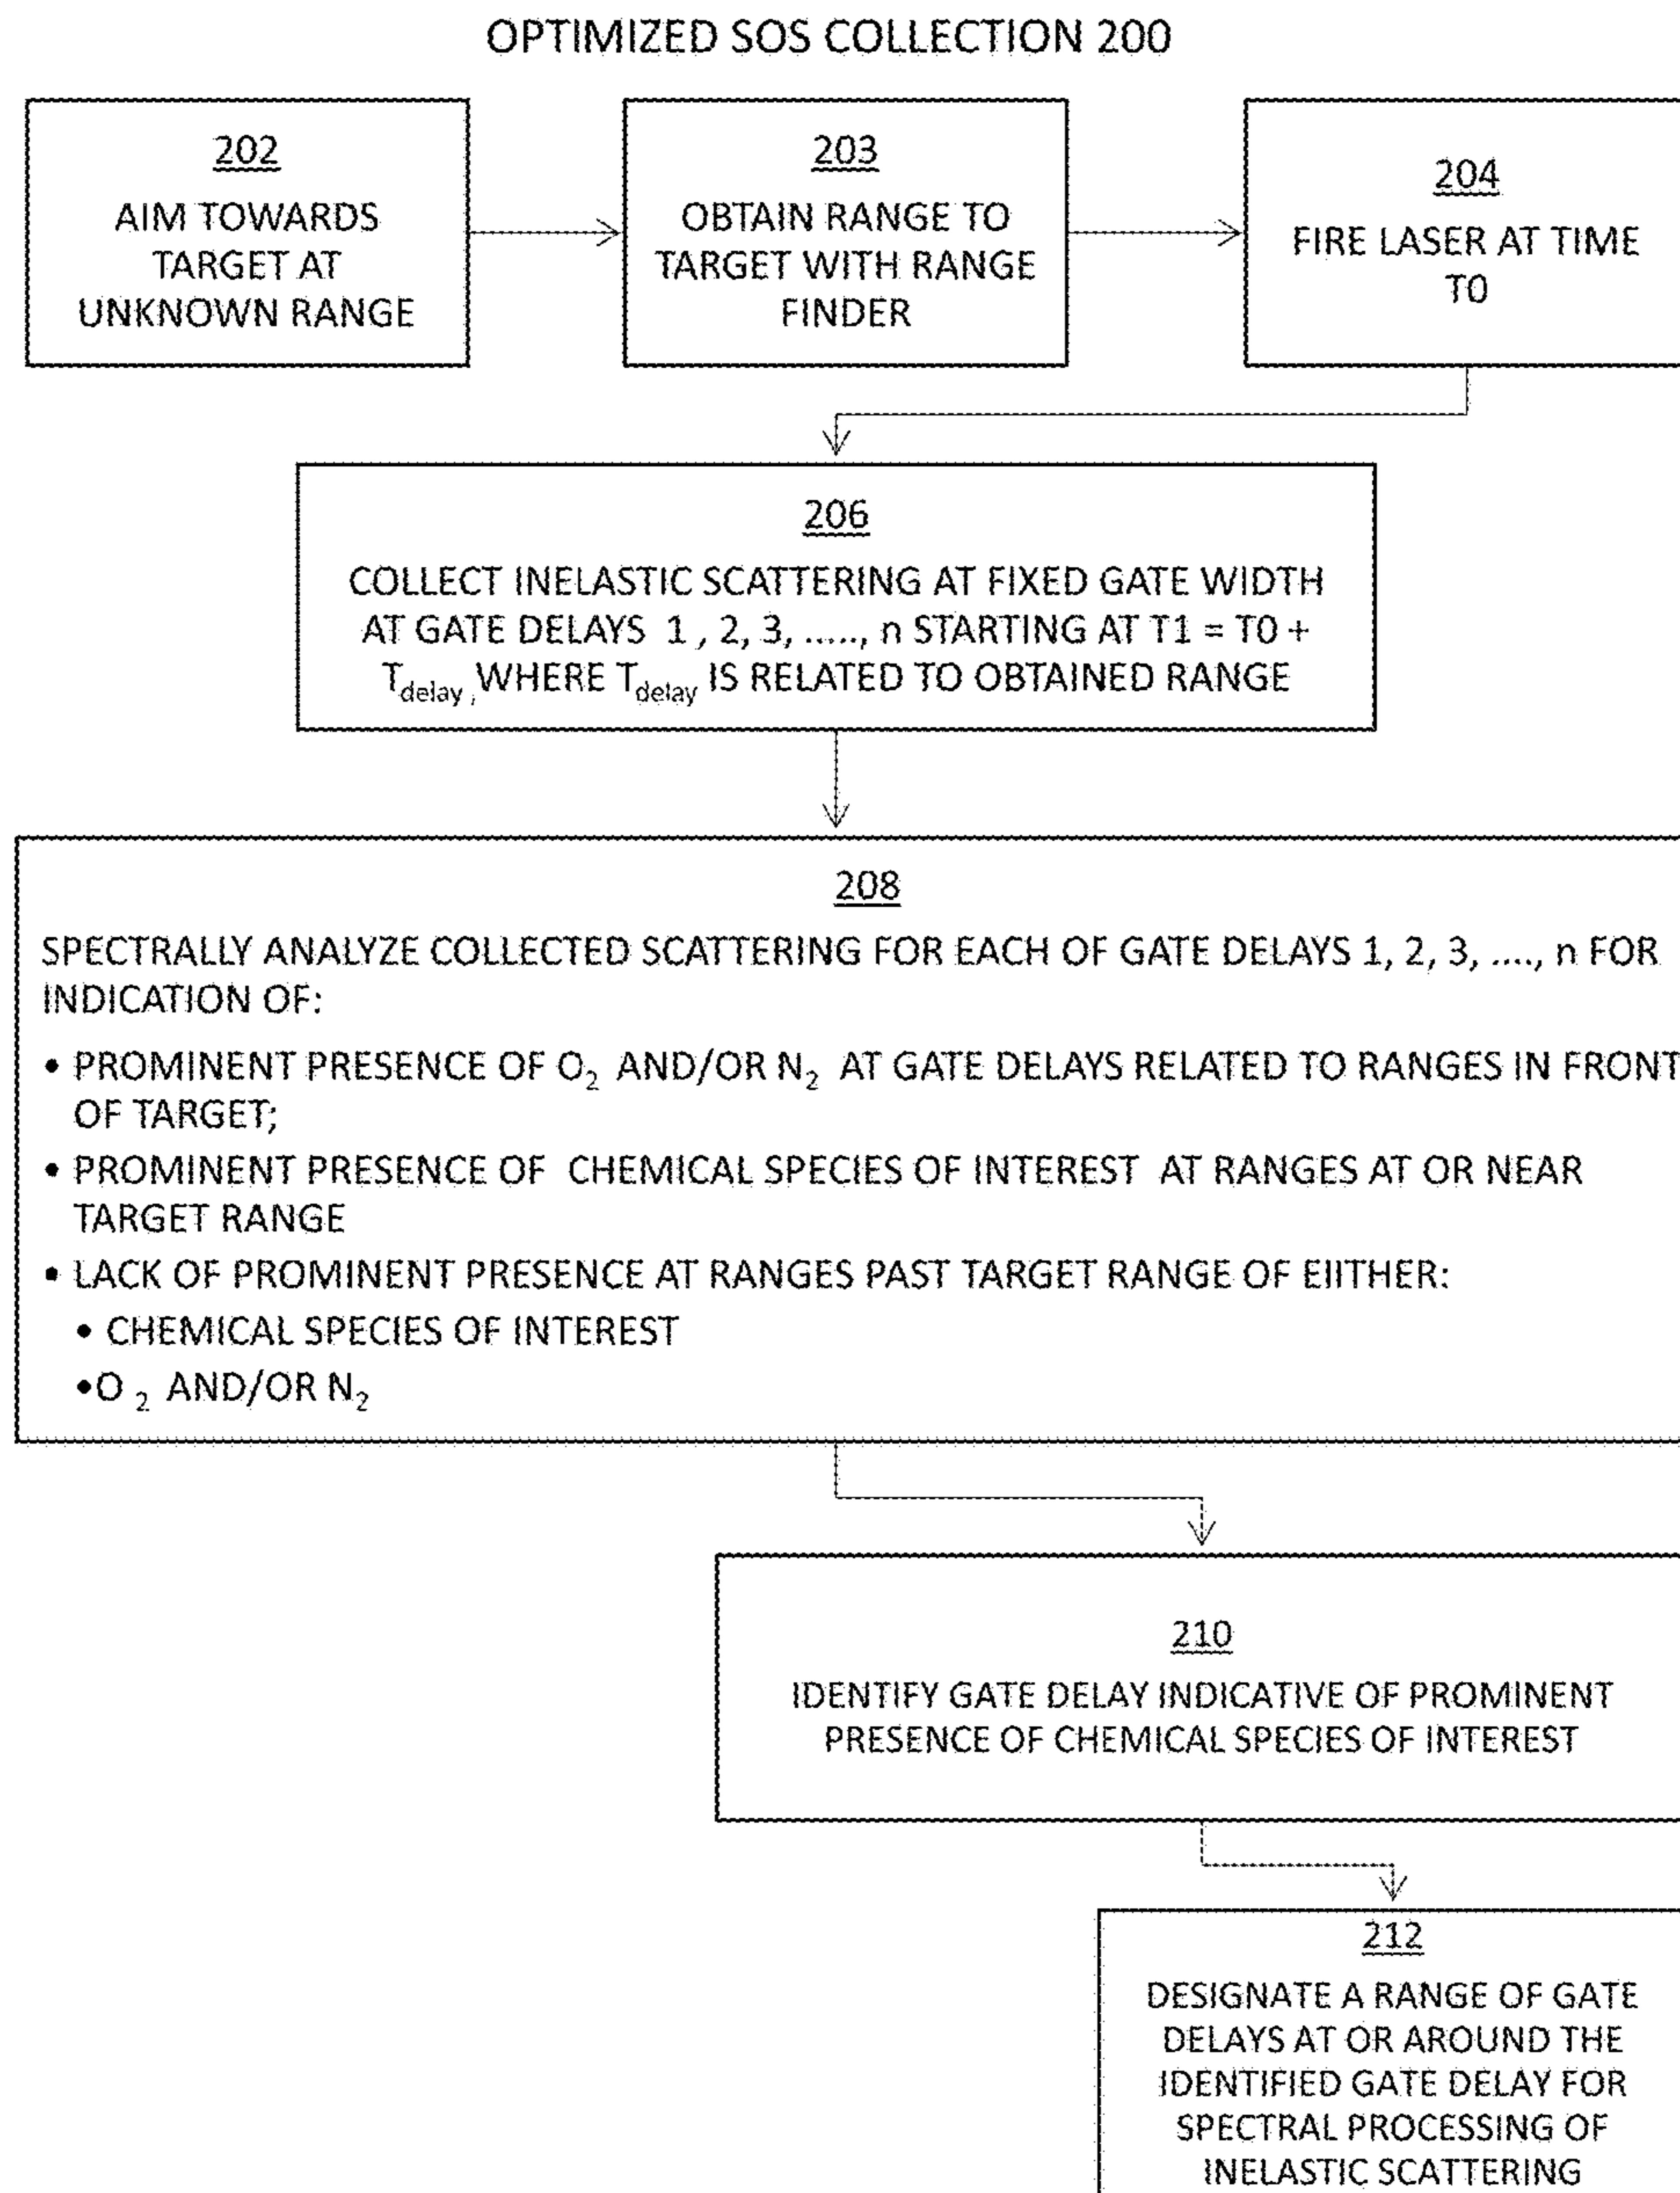 OPTIMIZED SOS COLLECTION 200
202
AIM TOWARDS
TARGET AT
UNKNOWN RANGE
203
OBTAIN RANGE TO
TARGET WITH RANGE
FINDER
204
FIRE LASER AT TIME
T0
206
COLLECT INELASTIC SCATTERING AT FIXED GATE WIDTH
AT GATE DELAYS 1 , 2, 3, ....., n STARTING AT T1 = T0 +
T_delay , WHERE T_delay IS RELATED TO OBTAINED RANGE
208
SPECTRALLY ANALYZE COLLECTED SCATTERING FOR EACH OF GATE DELAYS 1, 2, 3, ...., n FOR
INDICATION OF:
• PROMINENT PRESENCE OF O₂ AND/OR N₂ AT GATE DELAYS RELATED TO RANGES IN FRONT
OF TARGET;
• PROMINENT PRESENCE OF CHEMICAL SPECIES OF INTEREST AT RANGES AT OR NEAR
TARGET RANGE
• LACK OF PROMINENT PRESENCE AT RANGES PAST TARGET RANGE OF EIITHER:
• CHEMICAL SPECIES OF INTEREST
•O ₂ AND/OR N₂
210
IDENTIFY GATE DELAY INDICATIVE OF PROMINENT
PRESENCE OF CHEMICAL SPECIES OF INTEREST
212
DESIGNATE A RANGE OF GATE
DELAYS AT OR AROUND THE
IDENTIFIED GATE DELAY FOR
SPECTRAL PROCESSING OF
INELASTIC SCATTERING